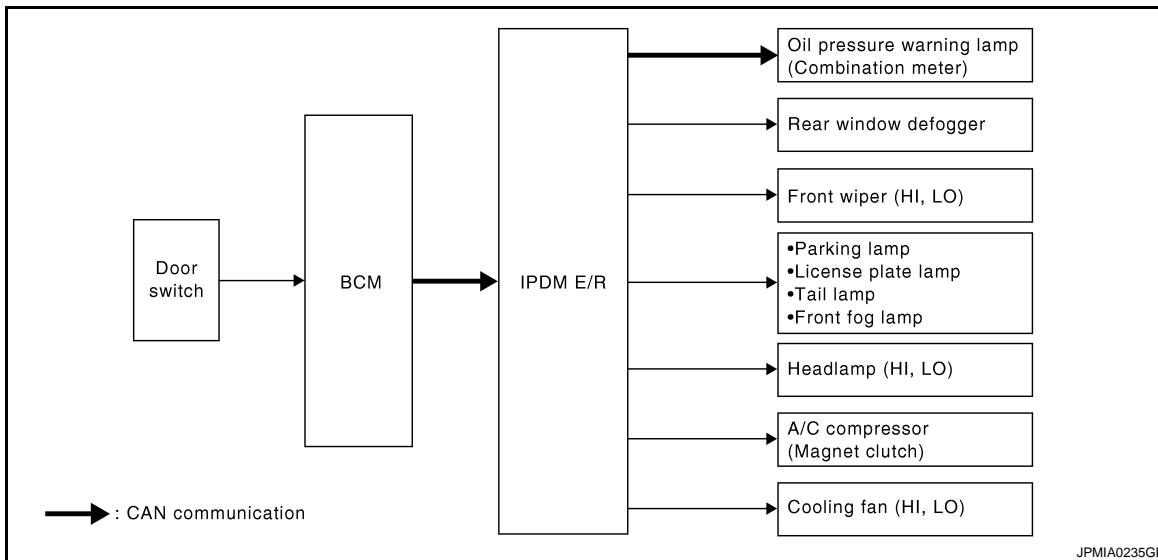 Door
switch
BCM
IPDM E/R
Oil pressure warning lamp
(Combination meter)
Rear window defogger
Front wiper (HI, LO)
•Parking lamp
•License plate lamp
•Tail lamp
•Front fog lamp
Headlamp (HI, LO)
A/C compressor
(Magnet clutch)
Cooling fan (HI, LO)
: CAN communication